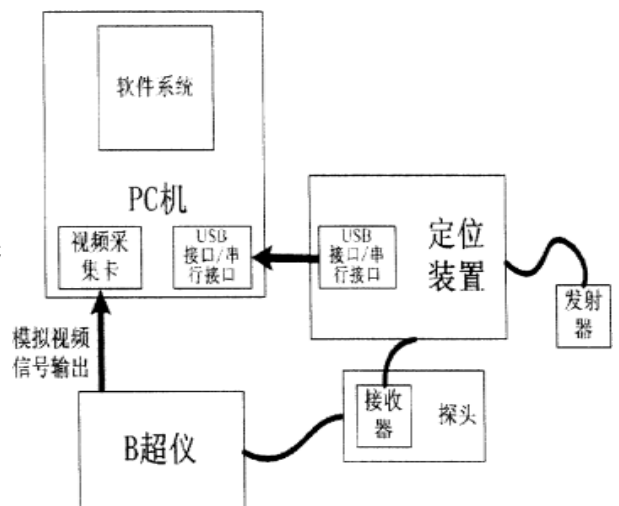 软件系统
PC机
视频采
集卡
USB
接口/串
行接口
USB
接口/串
行接口
定位
装置
发射
器
模拟视频
信号输出
接收
器
探头
B超仪